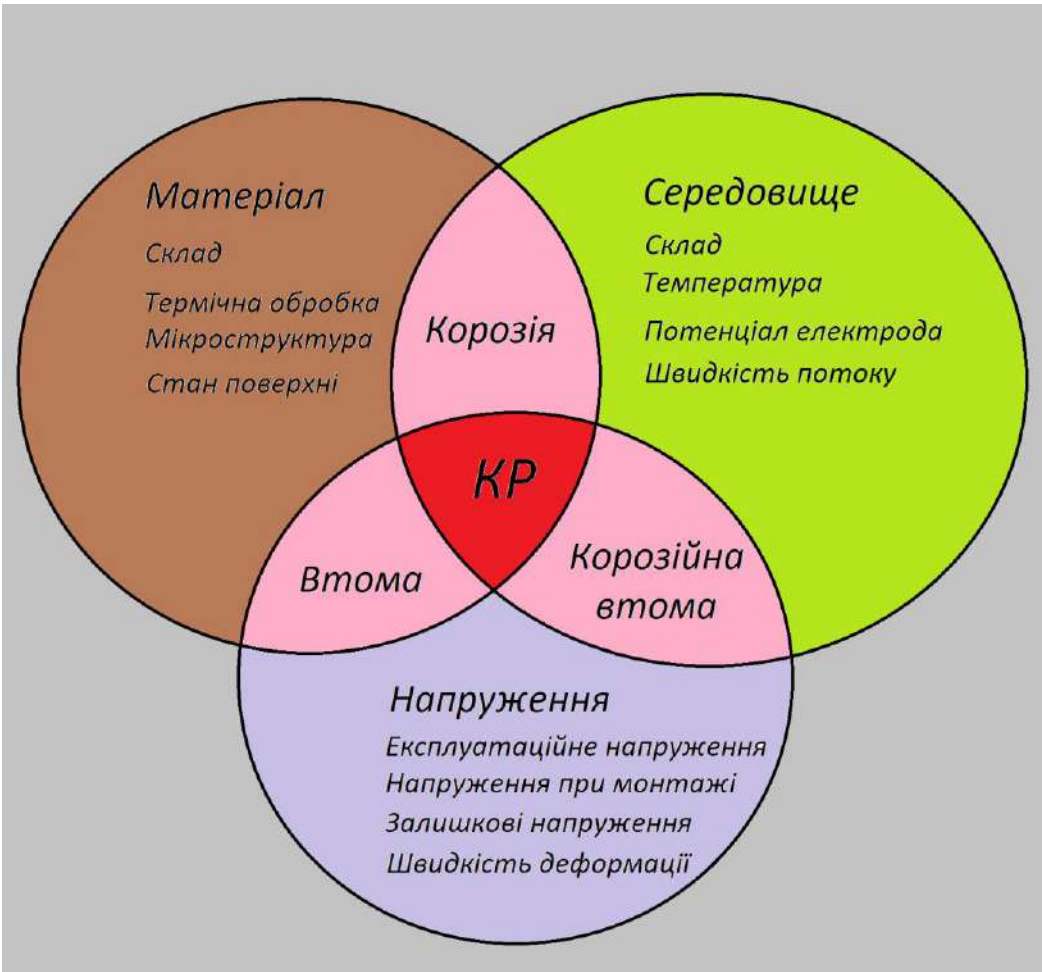 Матеріал
Склад
Термічна обробка
Мікроструктура
Стан поверхні
Середовище
Склад
Температура
Потенціал електрода
Швидкість потоку
Корозія
КР
Втома
Корозійна
втома
Напруження
Експлуатаційне напруження
Напруження при монтажі
Залишкові напруження
Швидкість деформації